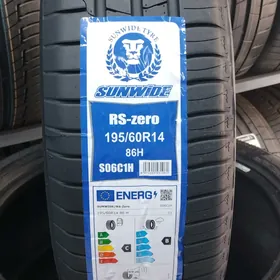 SUNWIDE TYRE
SUNWIDE
RS-zero
195/60R14
86H
S06C1H
ENERG